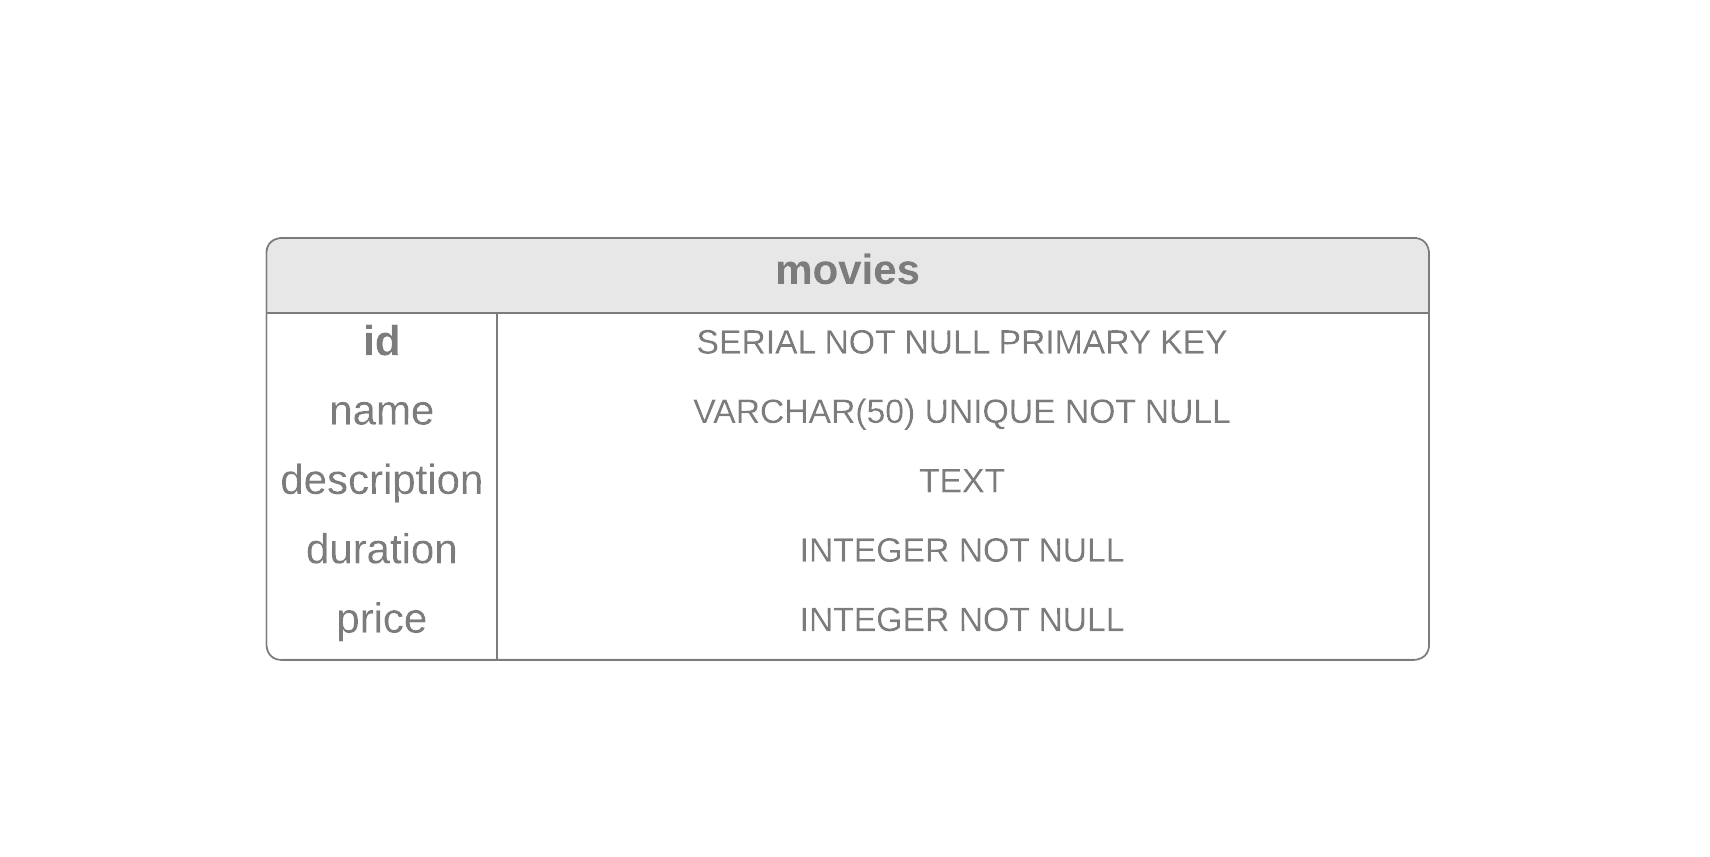 movies
id SERIAL NOT NULL PRIMARY KEY
name VARCHAR(50) UNIQUE NOT NULL
description TEXT
duration INTEGER NOT NULL
price INTEGER NOT NULL